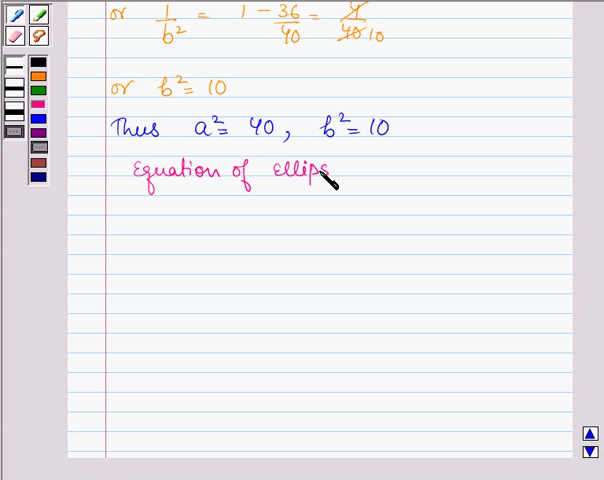 or 1/b² = 1 - 36/40 = 4/40 10
or b² = 10
Thus a² = 40, b² = 10
Equation of ellips